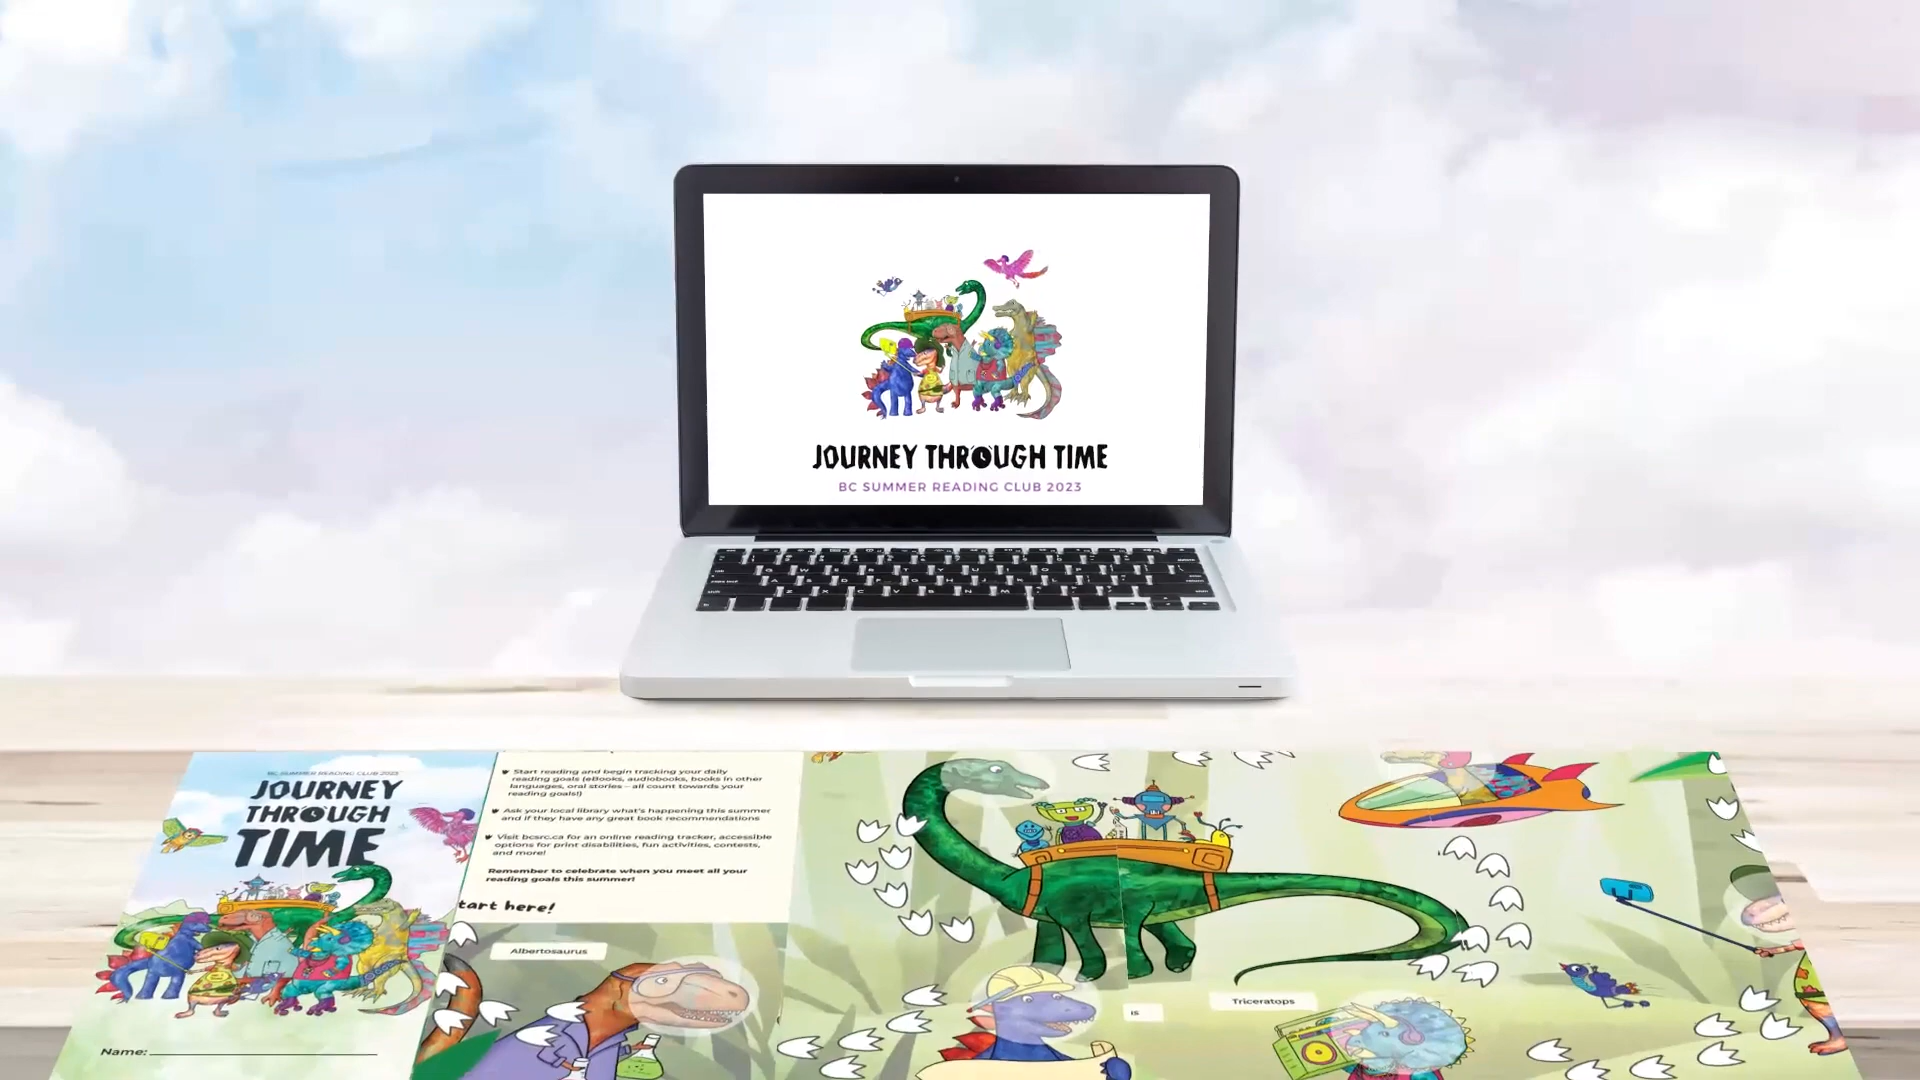 JOURNEY THROUGH TIME
BC SUMMER READING CLUB 2023
BC SUMMER READING CLUB 2023
JOURNEY
THROUGH
TIME
Name:
Start reading and begin tracking your daily
reading goals (eBooks, audiobooks, books in other
languages, oral stories – all count towards your
reading goals!)
Ask your local library what's happening this summer
and if they have any great book recommendations
Visit bcsrc.ca for an online reading tracker, accessible
options for print disabilities, fun activities, contests,
and more!
Remember to celebrate when you meet all your
reading goals this summer!
tart here!
Albertosaurus
is
Triceratops